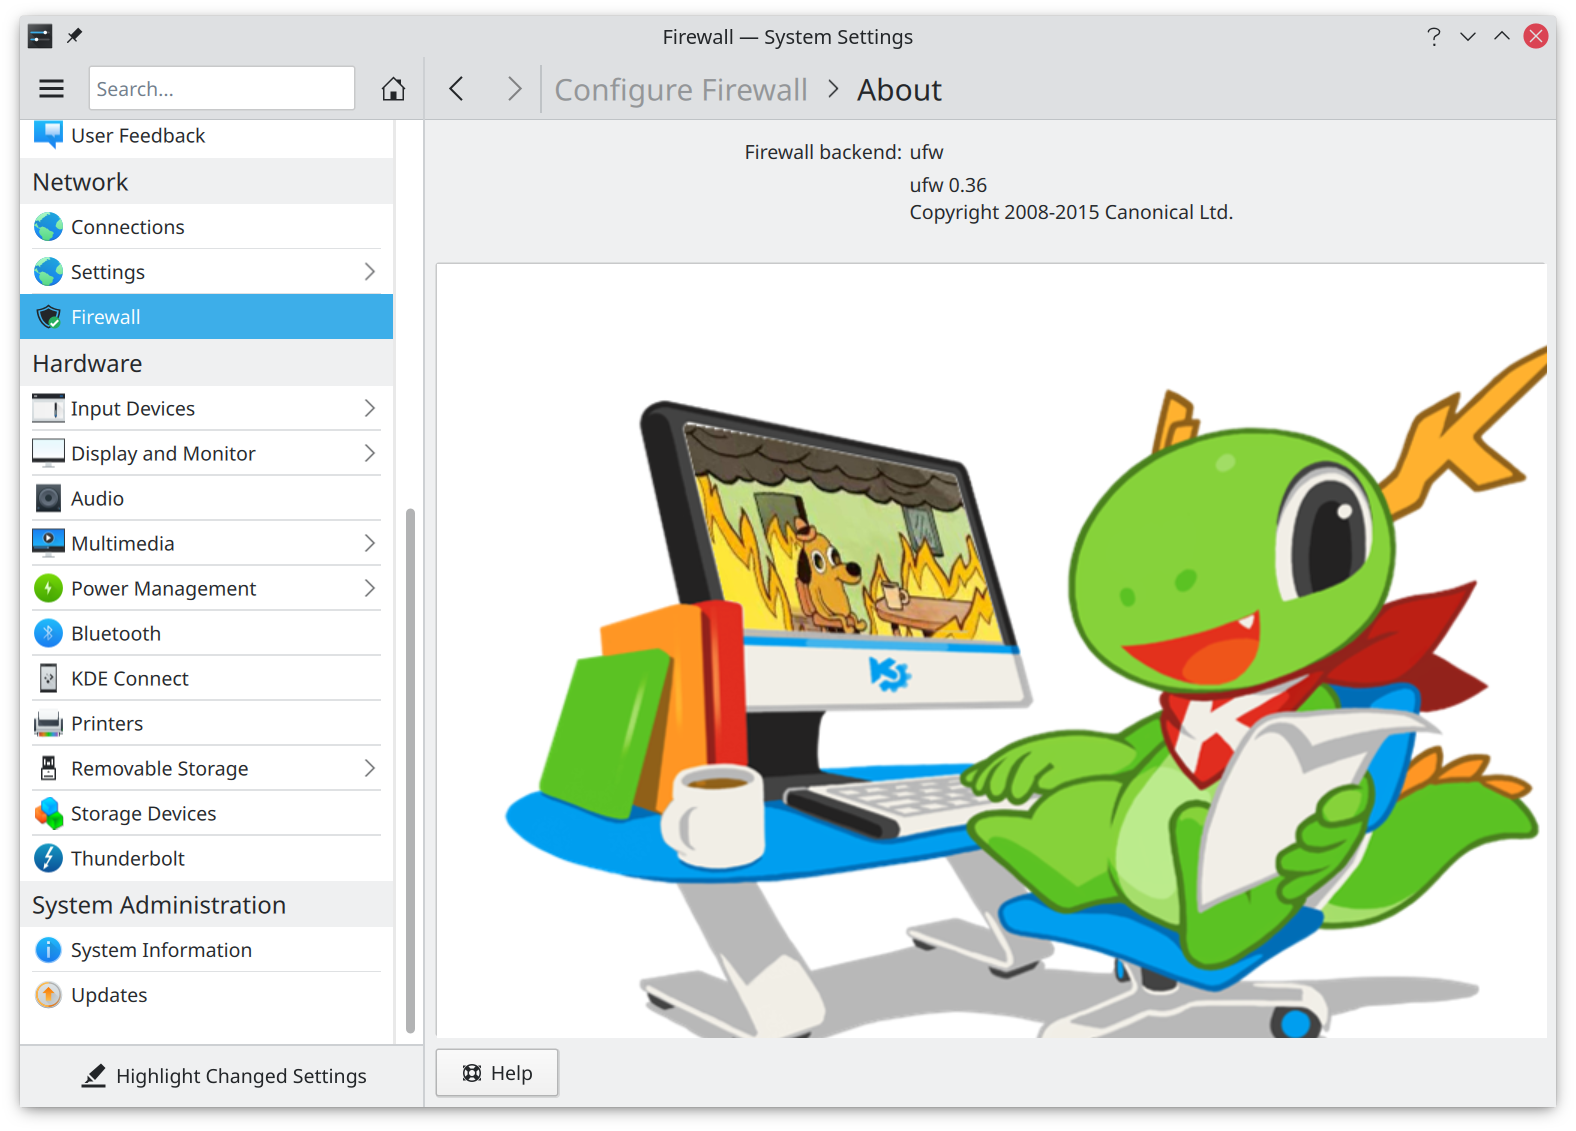 Firewall — System Settings
Search...
Configure Firewall > About
User Feedback
Network
Connections
Settings
Firewall
Hardware
Input Devices
Display and Monitor
Audio
Multimedia
Power Management
Bluetooth
KDE Connect
Printers
Removable Storage
Storage Devices
Thunderbolt
System Administration
System Information
Updates
Highlight Changed Settings
Firewall backend: ufw
ufw 0.36
Copyright 2008-2015 Canonical Ltd.
Help